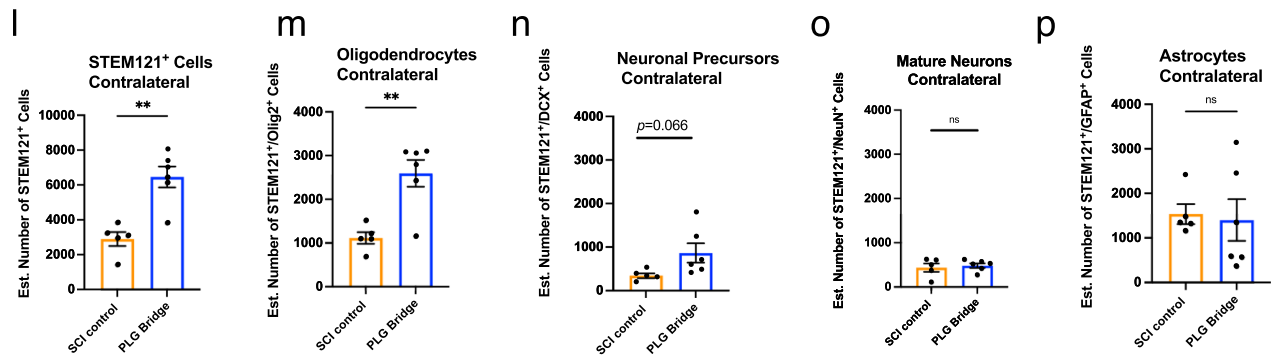 l
STEM121+ Cells
Contralateral
**
Est. Number of STEM121+ Cells
10000
8000
6000
4000
2000
0
SCI control
PLG Bridge
m
Oligodendrocytes
Contralateral
**
Est. Number of STEM121+/Olig2+ Cells
4000
3000
2000
1000
0
SCI control
PLG Bridge
n
Neuronal Precursors
Contralateral
p=0.066
Est. Number of STEM121+/DCX+ Cells
4000
3000
2000
1000
0
SCI control
PLG Bridge
o
Mature Neurons
Contralateral
ns
Est. Number of STEM121+/NeuN+ Cells
4000
3000
2000
1000
0
SCI control
PLG Bridge
p
Astrocytes
Contralateral
ns
Est. Number of STEM121+/GFAP+ Cells
4000
3000
2000
1000
0
SCI control
PLG Bridge